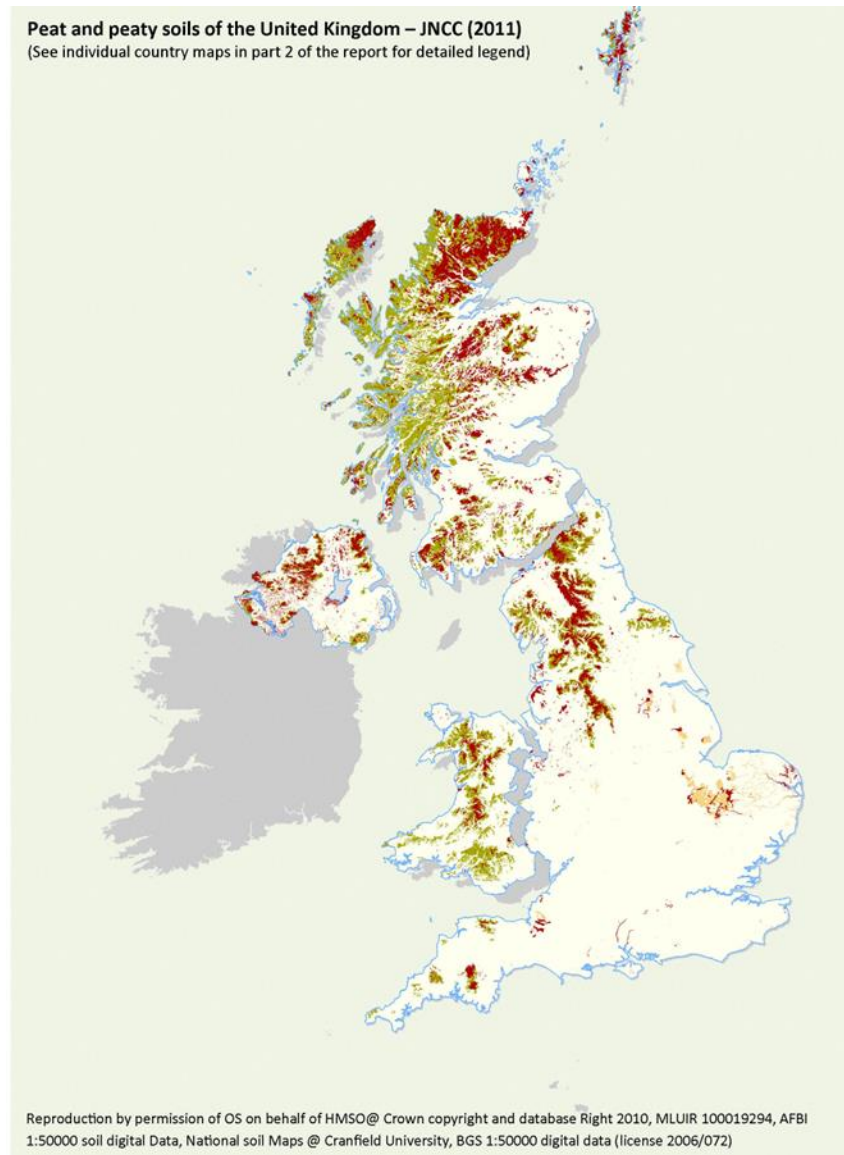 Peat and peaty soils of the United Kingdom – JNCC (2011)
(See individual country maps in part 2 of the report for detailed legend)
Reproduction by permission of OS on behalf of HMSO@ Crown copyright and database Right 2010, MLUIR 100019294, AFBI
1:50000 soil digital Data, National soil Maps @ Cranfield University, BGS 1:50000 digital data (license 2006/072)